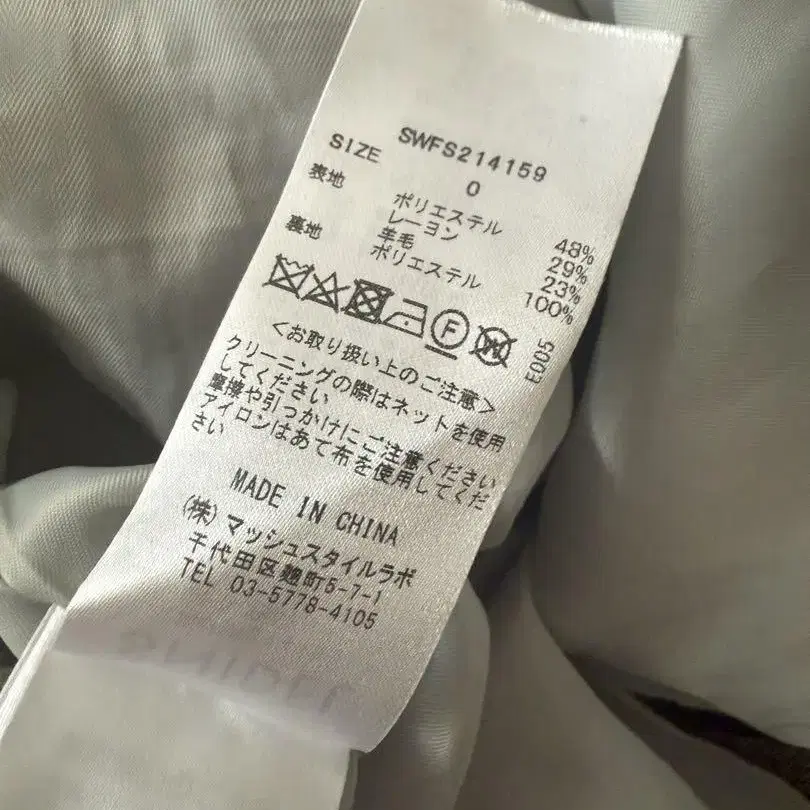 SWFS214159
SIZE 0
表地 ポリエステル 48%
レーヨン 29%
羊毛 23%
裏地 ポリエステル 100%
F
W
E005
<お取り扱い上のご注意>
クリーニングの際はネットを使用
してください
摩擦や引っかけにご注意ください
アイロンはあて布を使用してくだ
さい
MADE IN CHINA
(株)マッシュスタイルラボ
千代田区麹町5-7-1
TEL 03-5778-4105